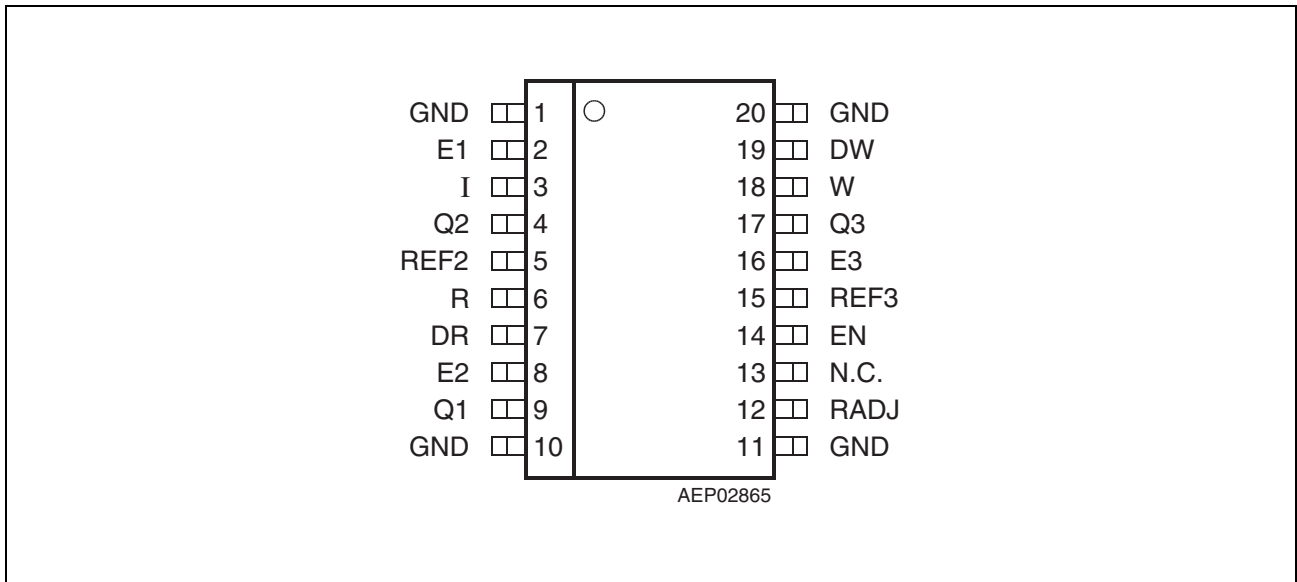 GND 1 20 GND
E1 2 19 DW
I 3 18 W
Q2 4 17 Q3
REF2 5 16 E3
R 6 15 REF3
DR 7 14 EN
E2 8 13 N.C.
Q1 9 12 RADJ
GND 10 11 GND
AEP02865